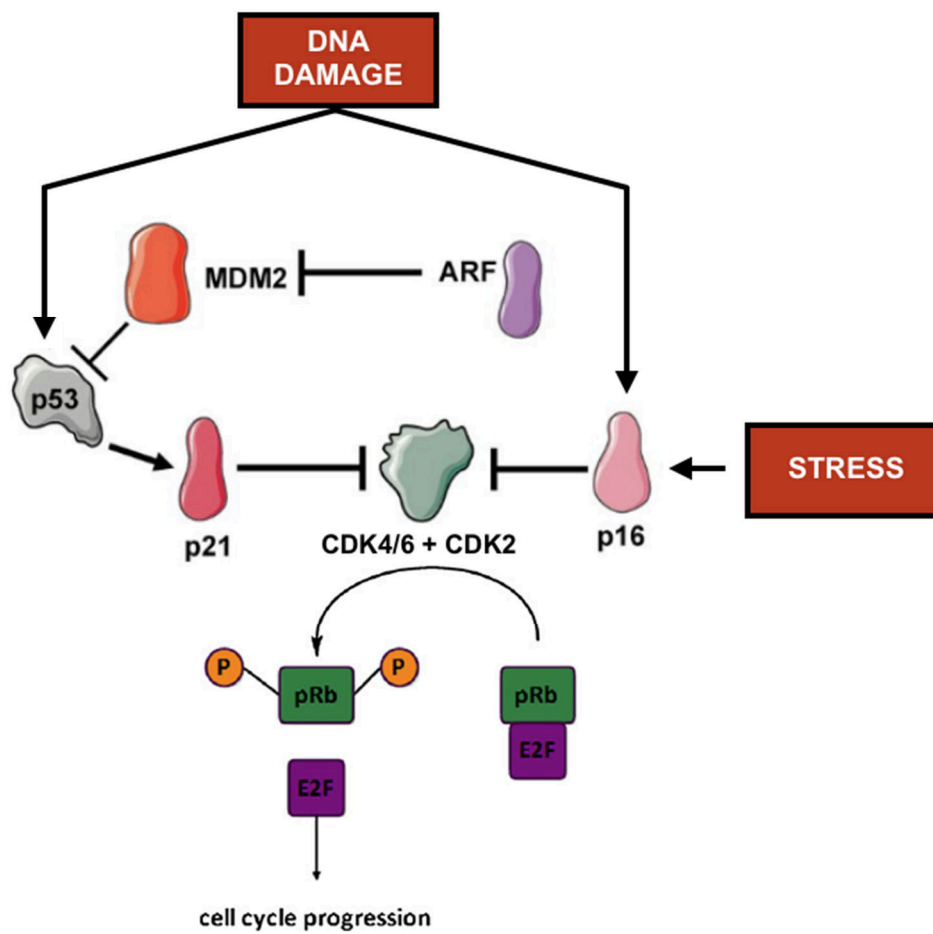 DNA
DAMAGE
MDM2
ARF
p53
STRESS
p21
CDK4/6 + CDK2
p16
P
pRb
P
pRb
E2F
E2F
cell cycle progression